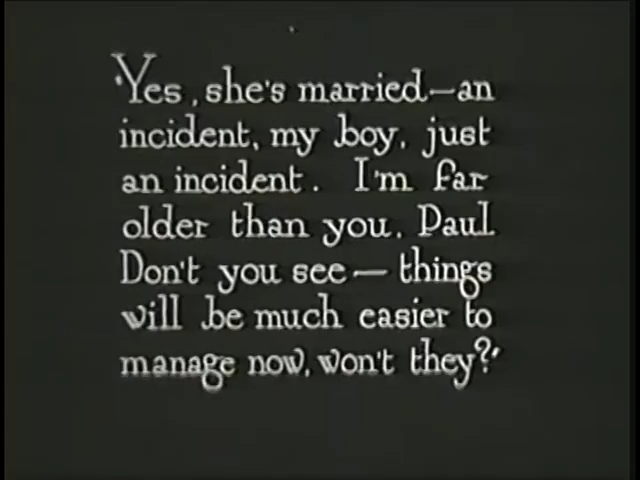 'Yes, she's married—an
incident, my boy, just
an incident. I'm far
older than you, Paul.
Don't you see— things
will be much easier to
manage now, won't they?'